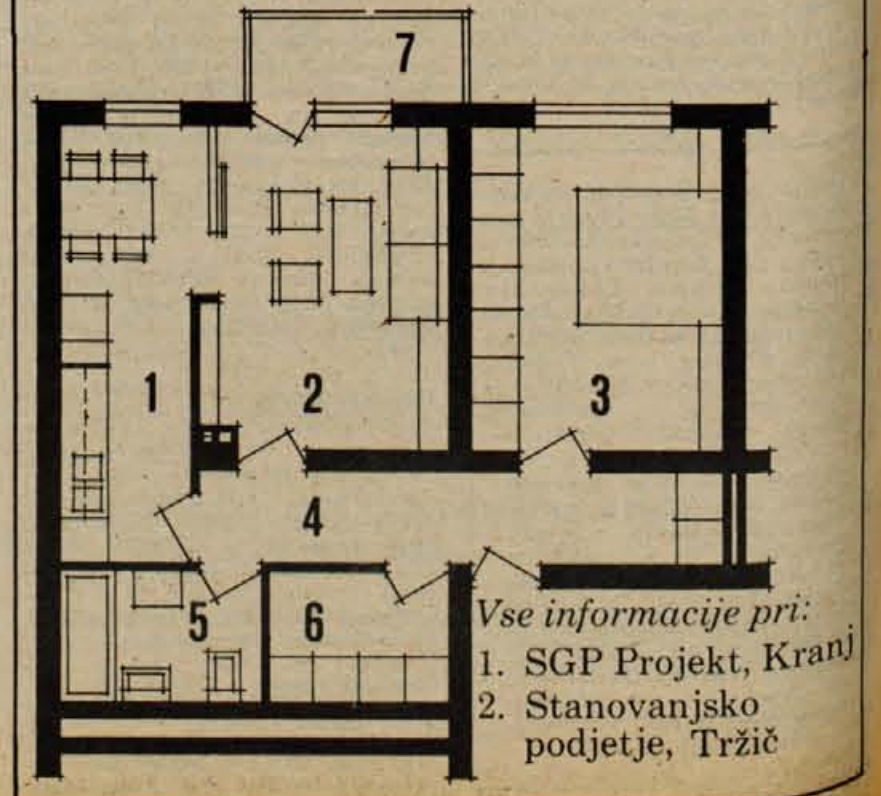 7
1
2
3
4
5
6
Vse informacije pri:
1. SGP Projekt, Kranj
2. Stanovanjsko
podjetje, Tržič